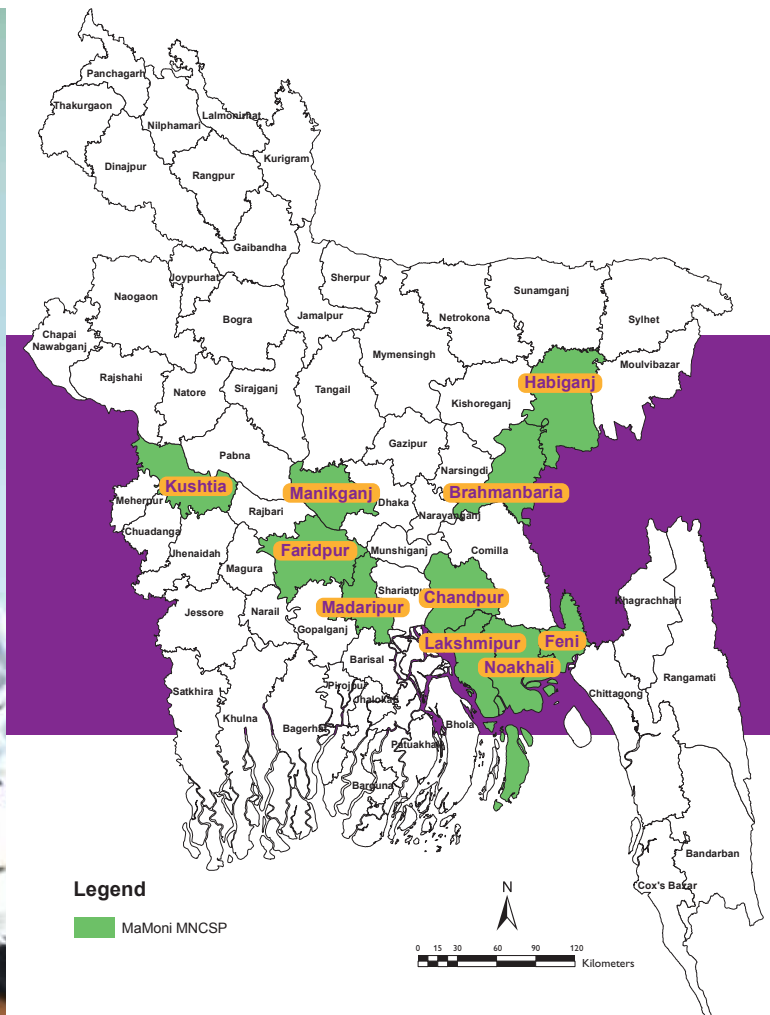 Panchagarh
Thakurgaon
Nilphamari
Lalmonirhat
Dinajpur
Rangpur
Kurigram
Gaibandha
Joypurhat
Sherpur
Naogaon
Bogra
Jamalpur
Netrokona
Sunamganj
Sylhet
Chapai
Nawabganj
Mymensingh
Moulvibazar
Rajshahi
Natore
Sirajganj
Tangail
Kishoreganj
Habiganj
Pabna
Gazipur
Narsingdi
Kushtia
Manikganj
Brahmanbaria
Meherpur
Dhaka
Rajbari
Narayanganj
Chuadanga
Jhenaidah
Faridpur
Munshiganj
Comilla
Magura
Shariatpur
Chandpur
Khagrachhari
Madaripur
Jessore
Narail
Gopalganj
Lakshmipur
Feni
Barisal
Noakhali
Rangamati
Satkhira
Pirojpur
Jhalokati
Chittagong
Khulna
Bagerhat
Bhola
Patuakhali
Barguna
Bandarban
Cox's Bazar
Legend
MaMoni MNCSP
N
0 15 30 60 90 120
Kilometers